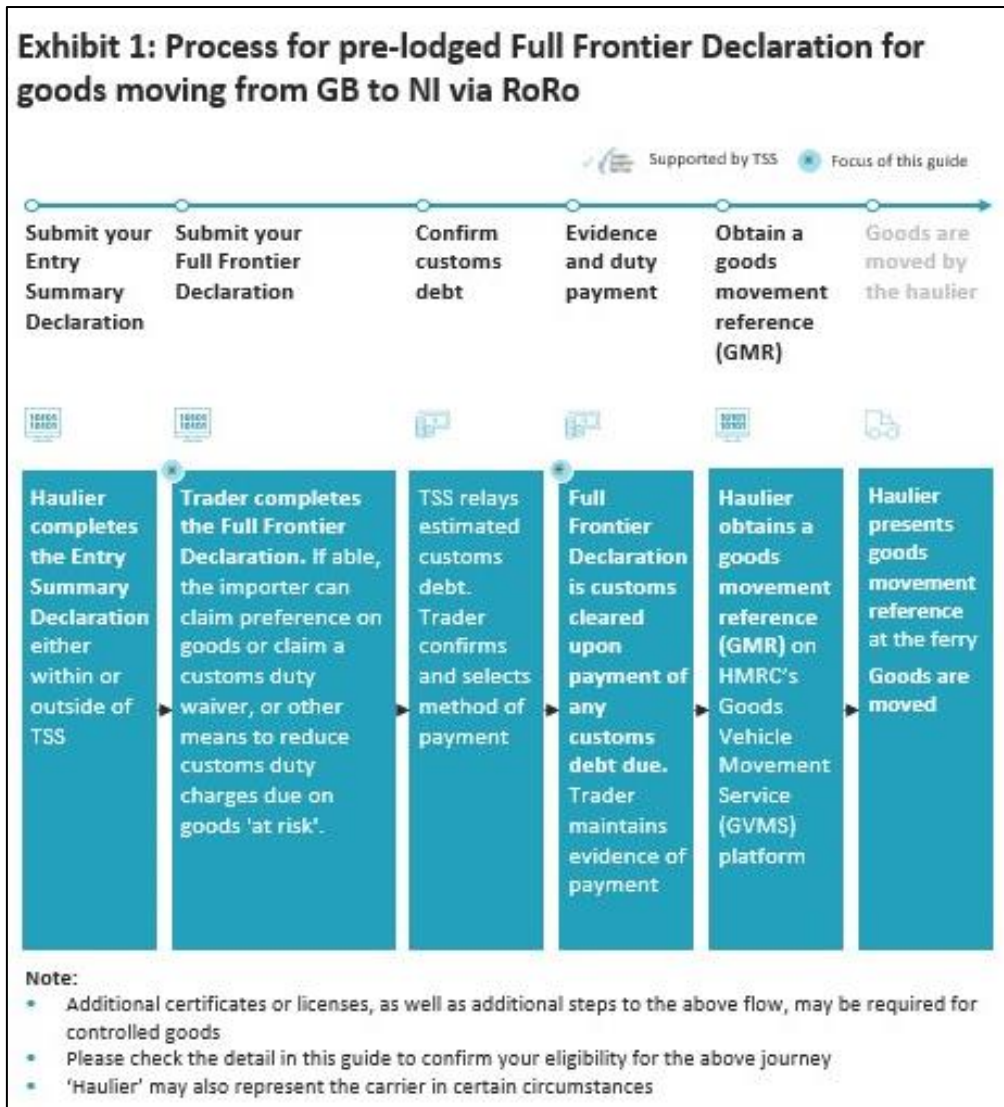 Exhibit 1: Process for pre-lodged Full Frontier Declaration for
goods moving from GB to NI via RoRo
Supported by TSS
Focus of this guide
Submit your
Entry
Summary
Declaration
Submit your
Full Frontier
Declaration
Confirm
customs
debt
Evidence
and duty
payment
Obtain a
goods
movement
reference
(GMR)
Goods are
moved by
the haulier
Haulier
completes
the Entry
Summary
Declaration
either
within or
outside of
TSS
Trader completes
the Full Frontier
Declaration. If able,
the importer can
claim preference on
goods or claim a
customs duty
waiver, or other
means to reduce
customs duty
charges due on
goods 'at risk'.
TSS relays
estimated
customs
debt.
Trader
confirms
and selects
method of
payment
Full
Frontier
Declaration
is customs
cleared
upon
payment of
any
customs
debt due.
Trader
maintains
evidence of
payment
Haulier
obtains a
goods
movement
reference
(GMR) on
HMRC's
Goods
Vehicle
Movement
Service
(GVMS)
platform
Haulier
presents
goods
movement
reference
at the ferry
Goods are
moved
Note:
• Additional certificates or licenses, as well as additional steps to the above flow, may be required for
controlled goods
• Please check the detail in this guide to confirm your eligibility for the above journey
• 'Haulier' may also represent the carrier in certain circumstances